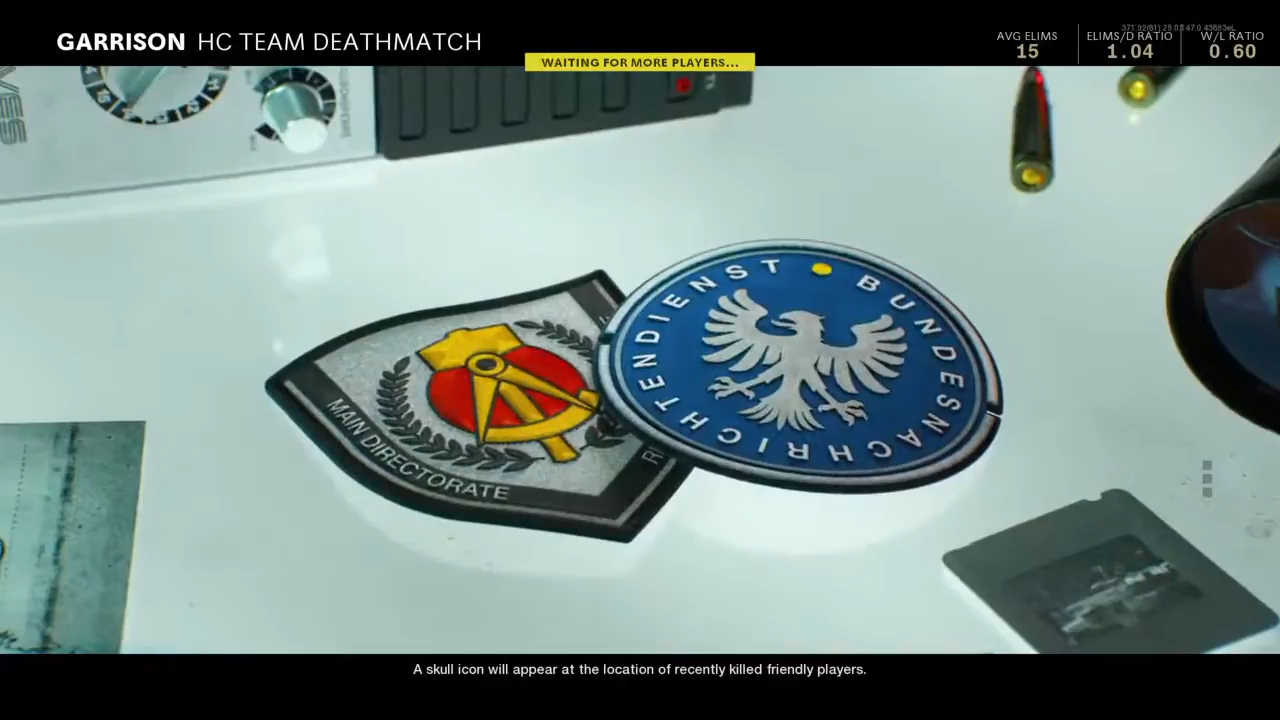 GARRISON HC TEAM DEATHMATCH
WAITING FOR MORE PLAYERS...
AVG ELIMS
15
ELIMS/D RATIO
1.04
W/L RATIO
0.60
BUNDESNACHRICHTENDIENST
MAIN DIRECTORATE
A skull icon will appear at the location of recently killed friendly players.